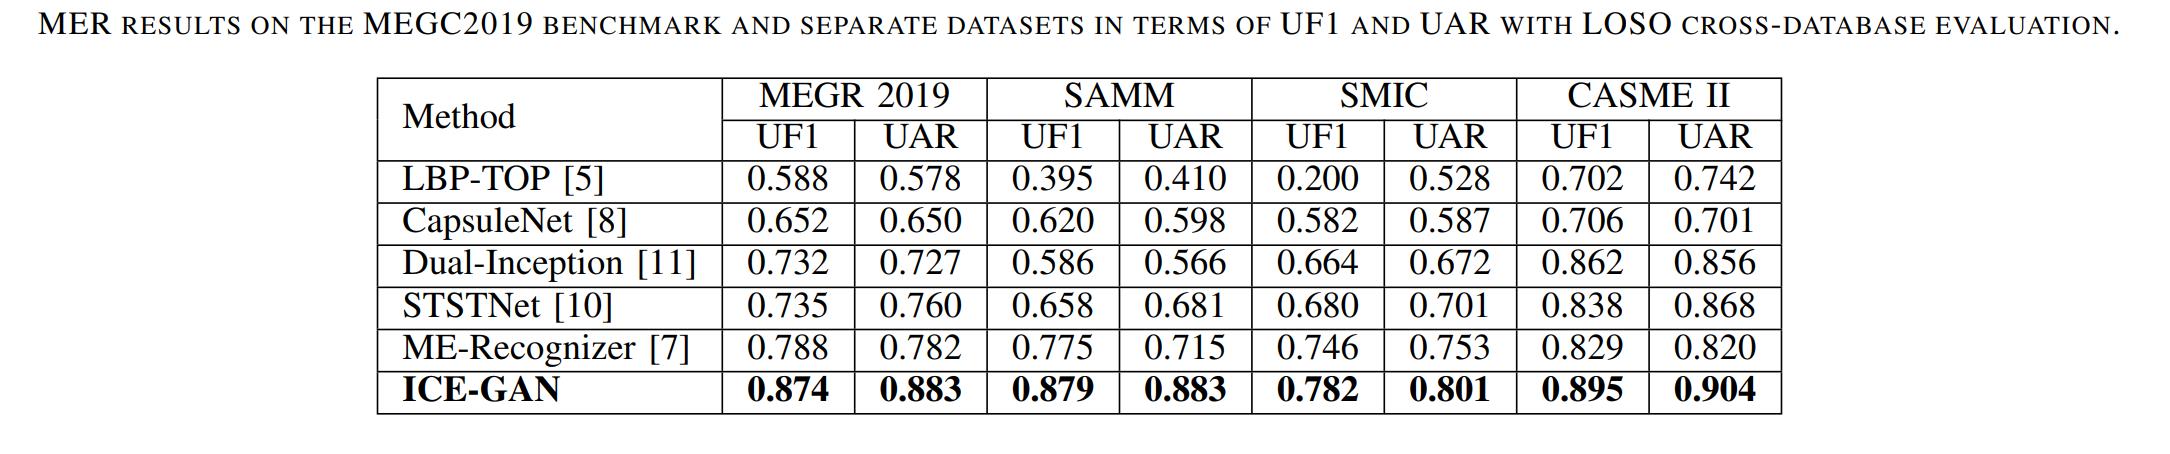 MER RESULTS ON THE MEGC2019 BENCHMARK AND SEPARATE DATASETS IN TERMS OF UF1 AND UAR WITH LOSO CROSS-DATABASE EVALUATION.
Method MEGR 2019 SAMM SMIC CASME II
UF1 UAR UF1 UAR UF1 UAR UF1 UAR
LBP-TOP [5] 0.588 0.578 0.395 0.410 0.200 0.528 0.702 0.742
CapsuleNet [8] 0.652 0.650 0.620 0.598 0.582 0.587 0.706 0.701
Dual-Inception [11] 0.732 0.727 0.586 0.566 0.664 0.672 0.862 0.856
STSTNet [10] 0.735 0.760 0.658 0.681 0.680 0.701 0.838 0.868
ME-Recognizer [7] 0.788 0.782 0.775 0.715 0.746 0.753 0.829 0.820
ICE-GAN 0.874 0.883 0.879 0.883 0.782 0.801 0.895 0.904